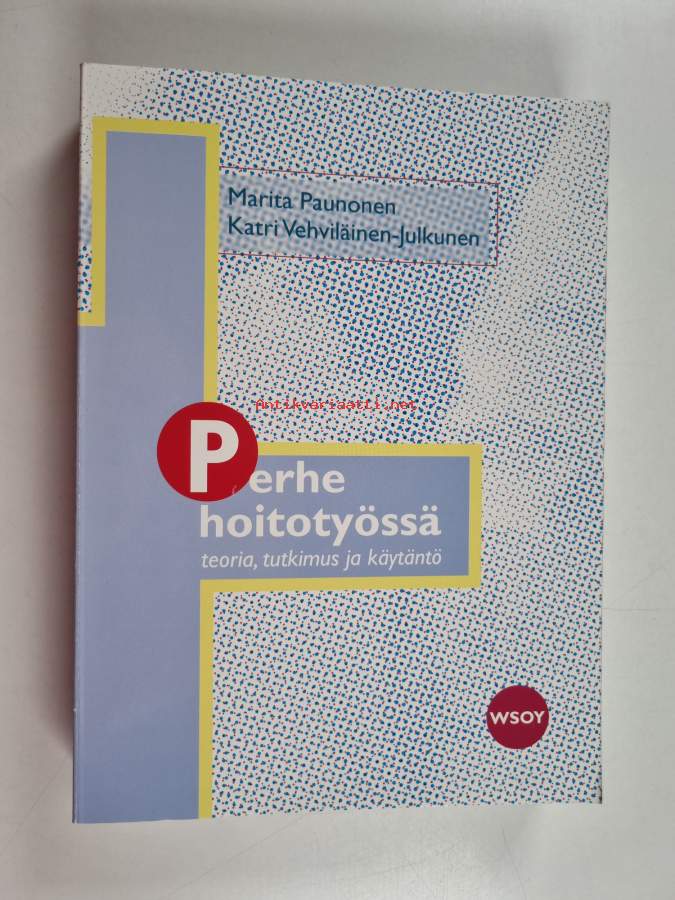 Marita Paunonen
Katri Vehviläinen-Julkunen
Antikvariaatti.net
Perhe
hoitotyössä
teoria, tutkimus ja käytäntö
WSOY